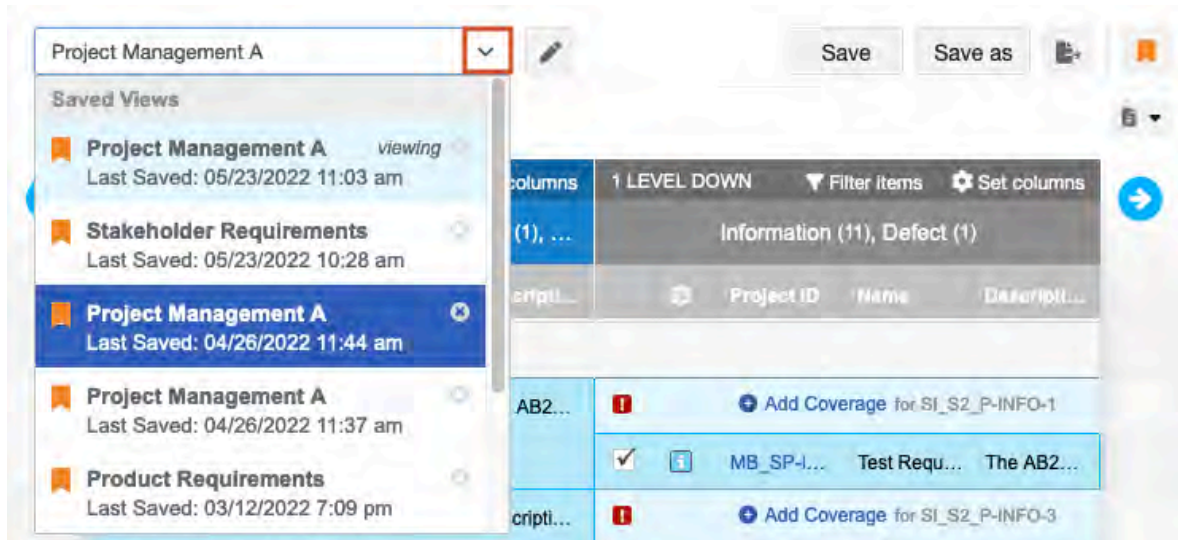 Project Management A
Save
Save as
Saved Views
Project Management A viewing
Last Saved: 05/23/2022 11:03 am
Stakeholder Requirements
Last Saved: 05/23/2022 10:28 am
Project Management A
Last Saved: 04/26/2022 11:44 am
Project Management A
Last Saved: 04/26/2022 11:37 am
Product Requirements
Last Saved: 03/12/2022 7:09 pm
columns
(1), ...
scripti...
AB2...
cripti...
1 LEVEL DOWN Filter items Set columns
Information (11), Defect (1)
Project ID Name Descripti...
Add Coverage for SI_S2_P-INFO-1
MB_SP-I... Test Requ... The AB2...
Add Coverage for SI_S2_P-INFO-3